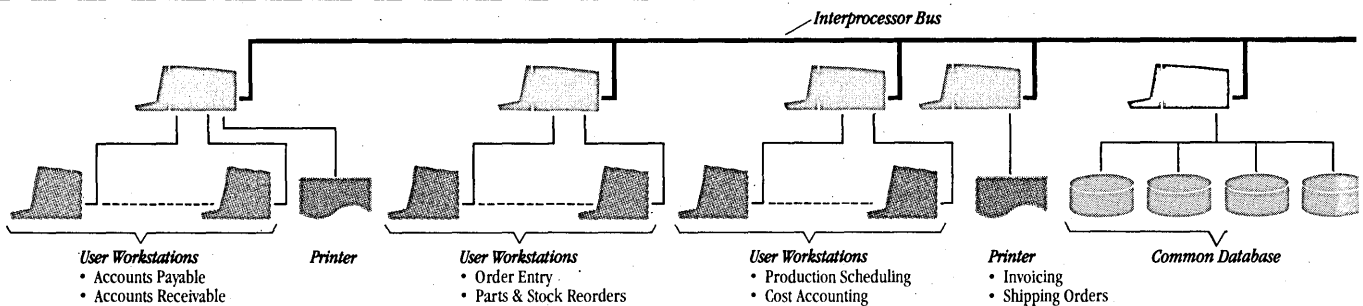 Interprocessor Bus
User Workstations
• Accounts Payable
• Accounts Receivable
Printer
User Workstations
• Order Entry
• Parts & Stock Reorders
User Workstations
• Production Scheduling
• Cost Accounting
Printer
• Invoicing
• Shipping Orders
Common Database